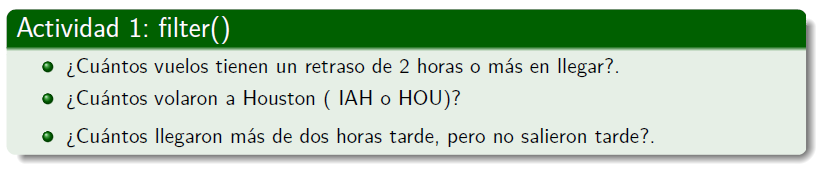 Actividad 1: filter()
¿Cuántos vuelos tienen un retraso de 2 horas o más en llegar?.
¿Cuántos volaron a Houston ( IAH o HOU)?
¿Cuántos llegaron más de dos horas tarde, pero no salieron tarde?.